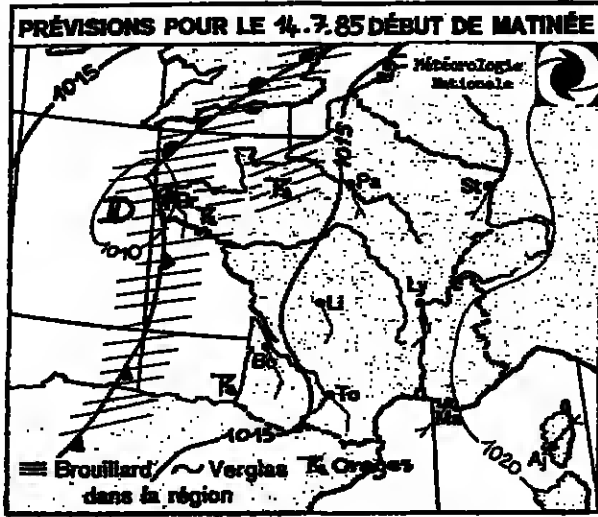 PRÉVISIONS POUR LE 14.7.85 DÉBUT DE MATINÉE
1015
Météorologie
Nationale
1015
Pa
St
D
Br
1010
Li
Ly
Bo
To
Ma
1015
1020
Aj
Brouillard Verglas Orages
dans la région